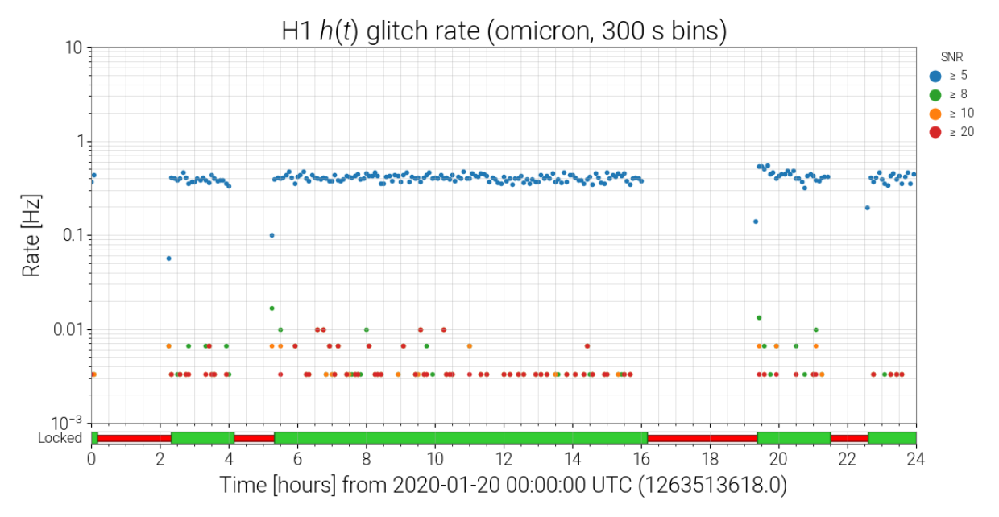 H1 h(t) glitch rate (omicron, 300 s bins)
SNR
≥ 5
≥ 8
≥ 10
≥ 20
Rate [Hz]
10
1
0.1
0.01
10⁻³
Locked
0 2 4 6 8 10 12 14 16 18 20 22 24
Time [hours] from 2020-01-20 00:00:00 UTC (1263513618.0)